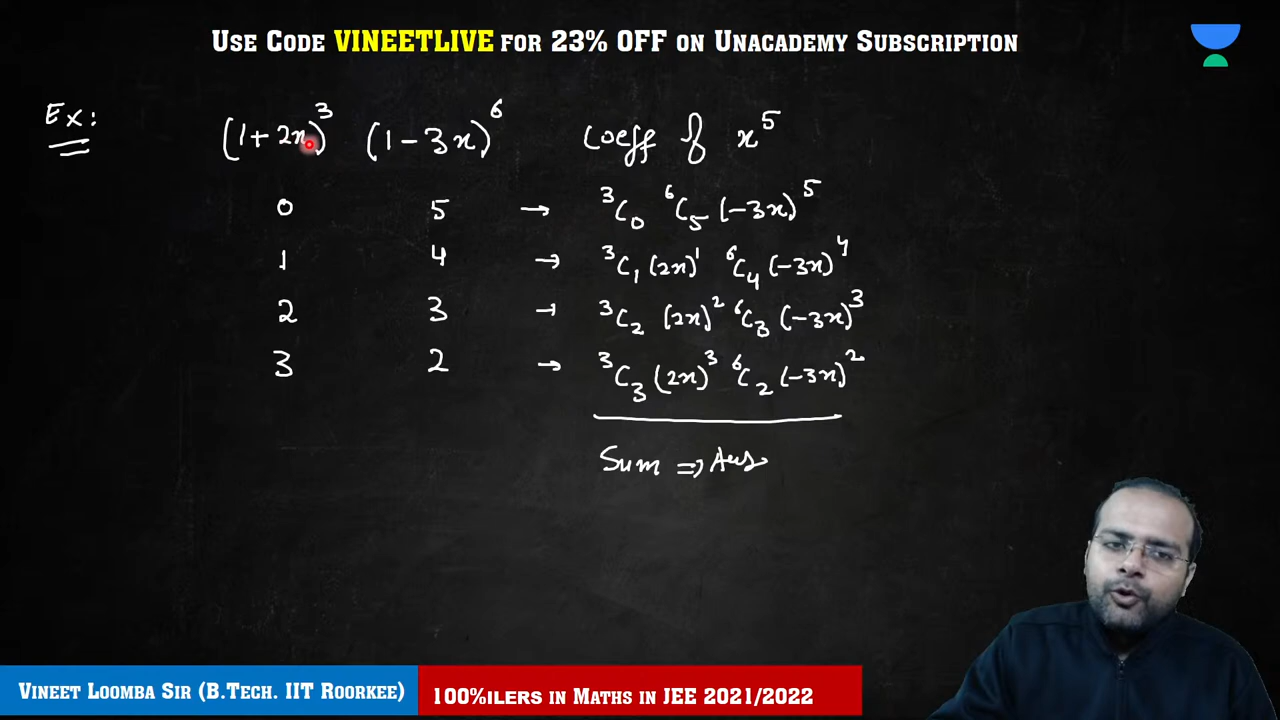 USE CODE VINEETLIVE FOR 23% OFF ON UNACADEMY SUBSCRIPTION
Ex: (1+2x)³ (1-3x)⁶ coeff of x⁵
0 5 → ³C₀ ⁶C₅ (-3x)⁵
1 4 → ³C₁ (2x)¹ ⁶C₄ (-3x)⁴
2 3 → ³C₂ (2x)² ⁶C₃ (-3x)³
3 2 → ³C₃ (2x)³ ⁶C₂ (-3x)²
Sum ⇒ Ans
VINEET LOOMBA SIR (B.TECH. IIT ROORKEE) 100%ILERS IN MATHS IN JEE 2021/2022